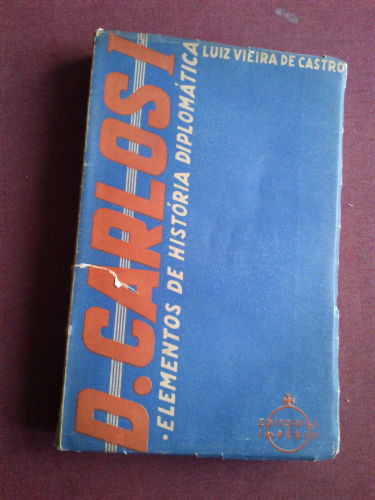 LUIZ VIEIRA DE CASTRO
D. CARLOS I
• ELEMENTOS DE HISTÓRIA DIPLOMÁTICA
EDITORIAL
IMPÉRIO